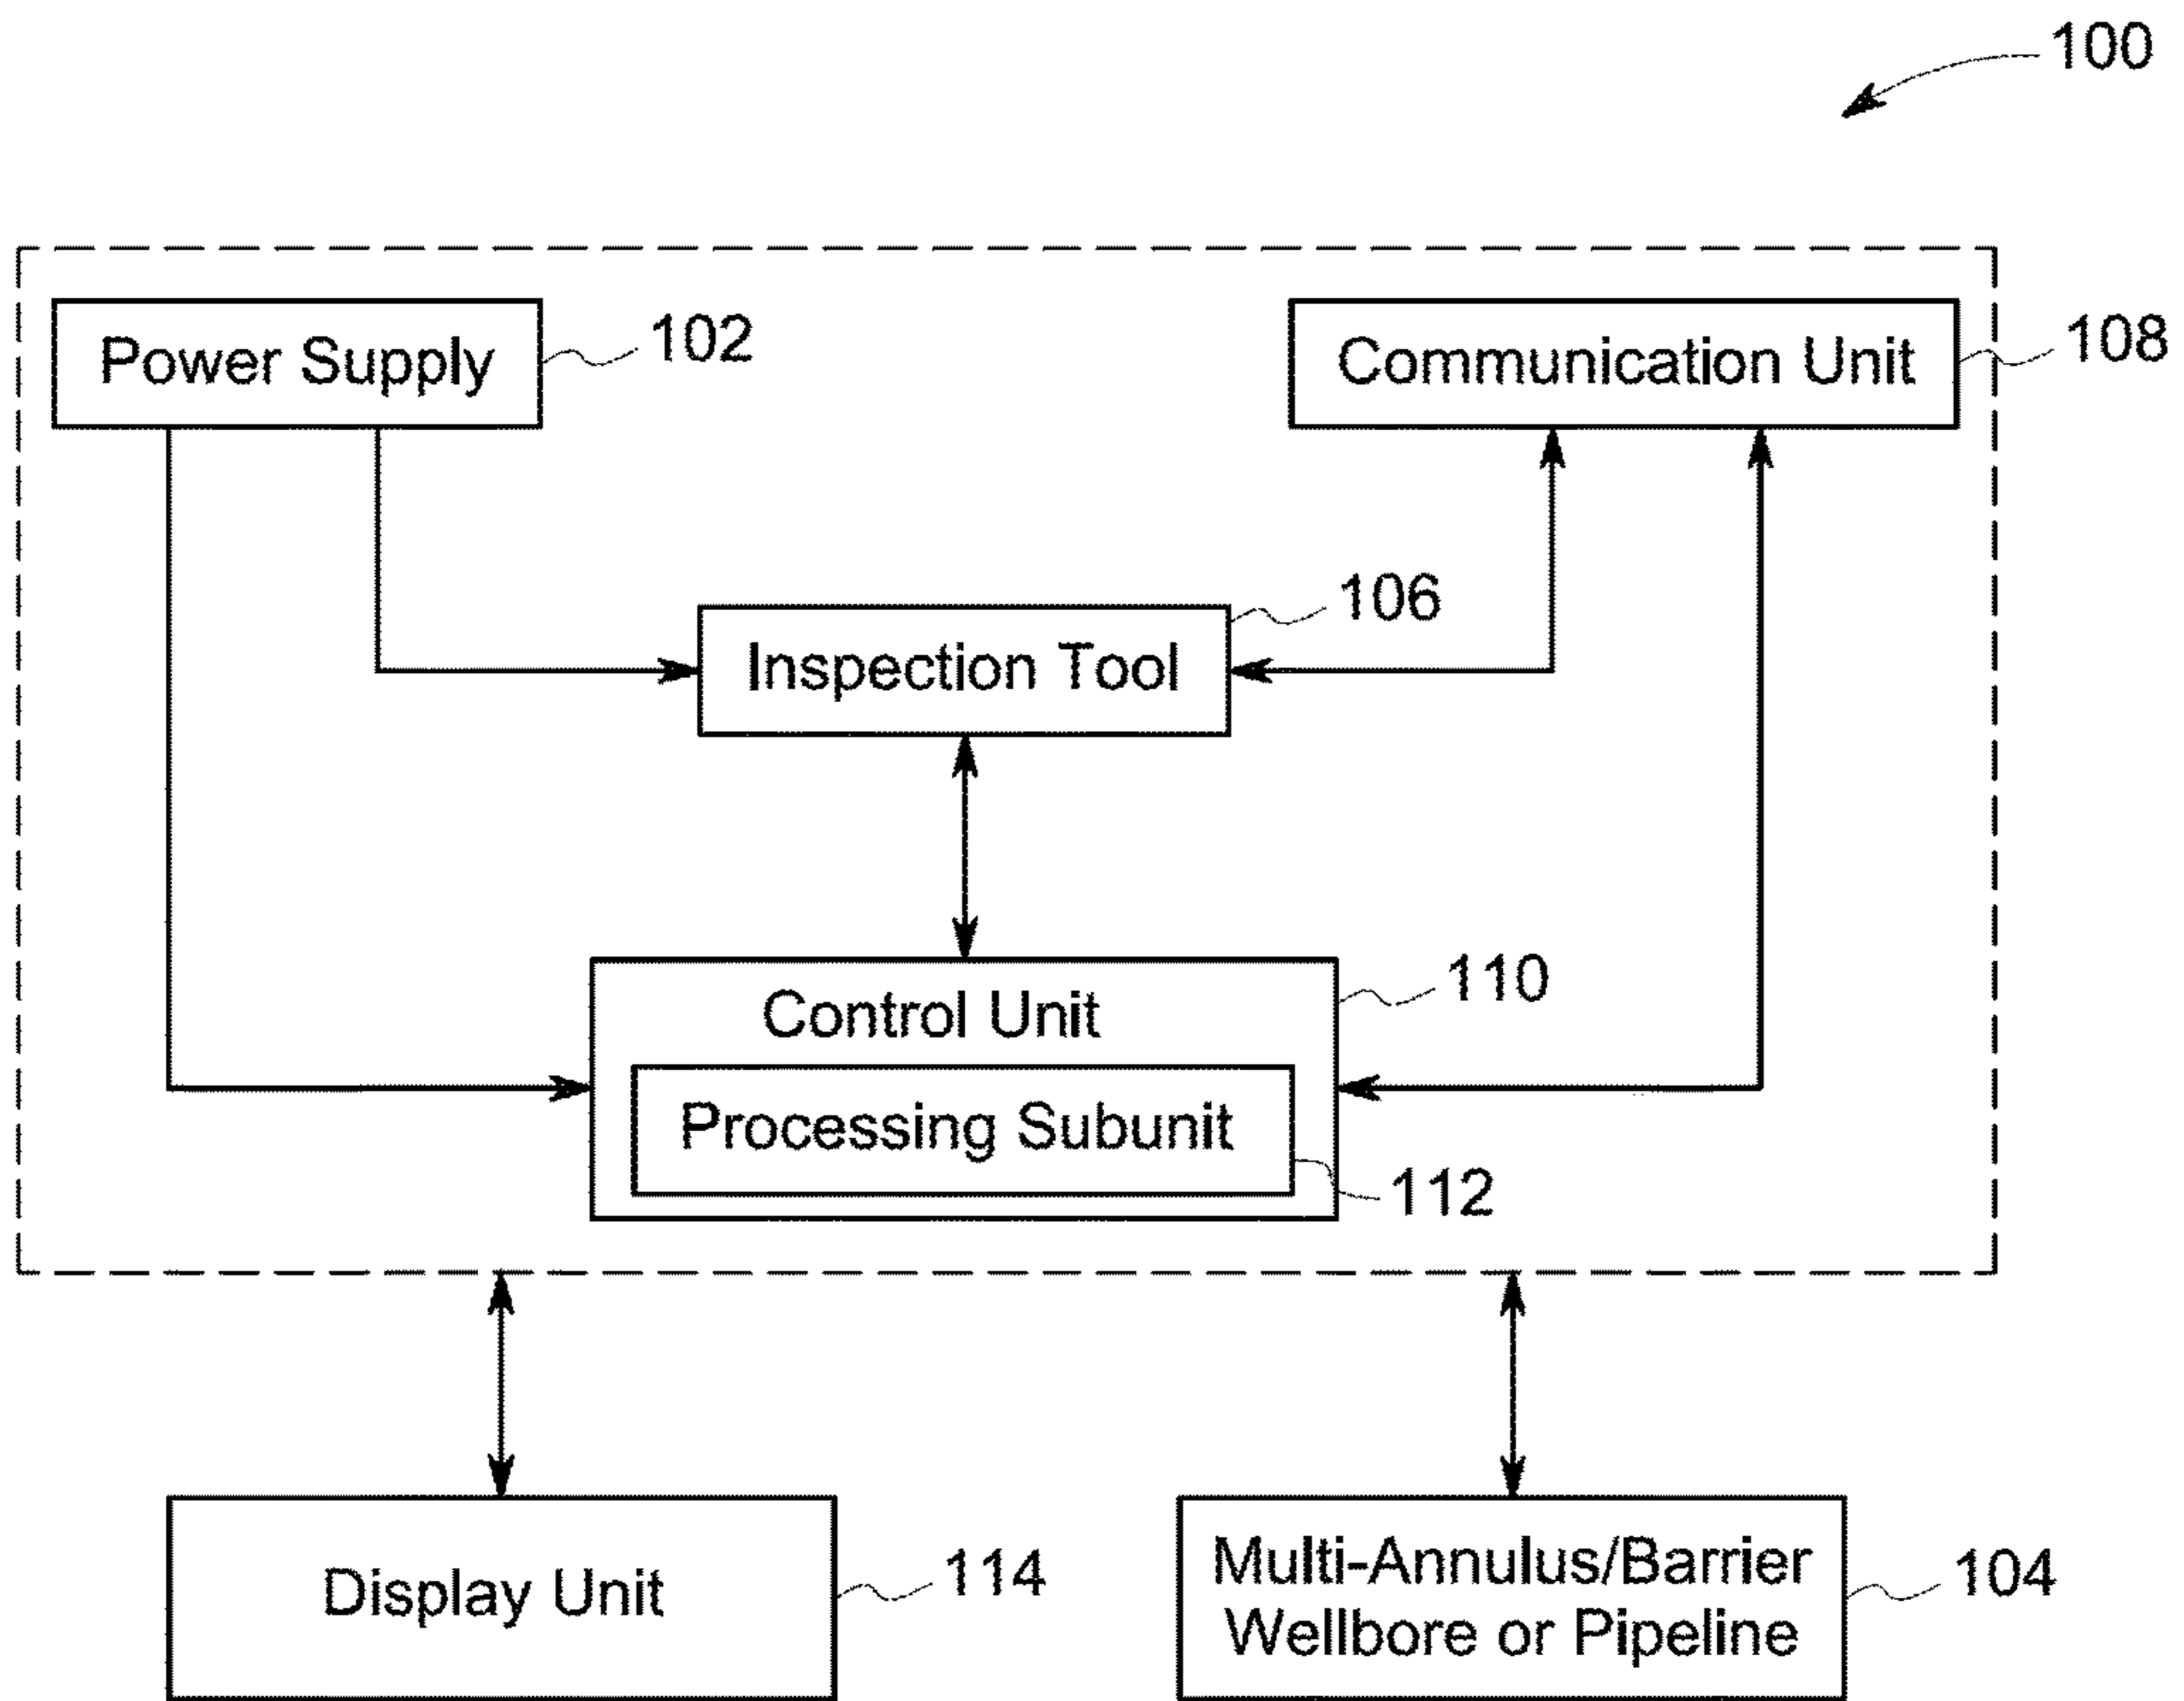 100
Power Supply
102
Communication Unit
108
106
Inspection Tool
110
Control Unit
Processing Subunit
112
Display Unit
114
Multi-Annulus/Barrier
Wellbore or Pipeline
104